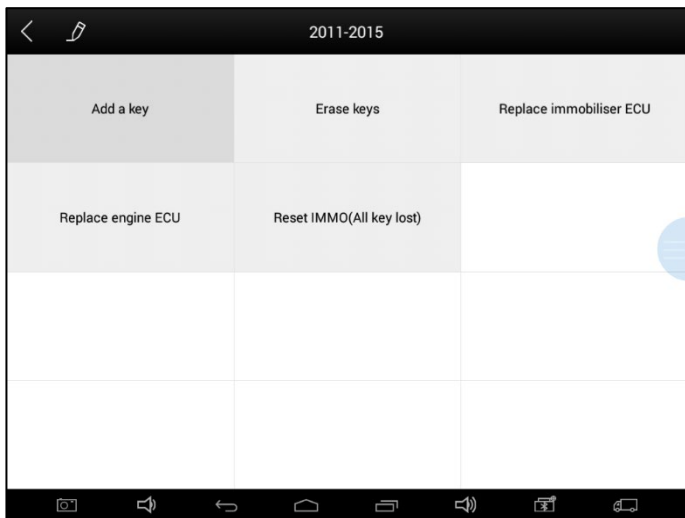 2011-2015
Add a key
Erase keys
Replace immobiliser ECU
Replace engine ECU
Reset IMMO(All key lost)